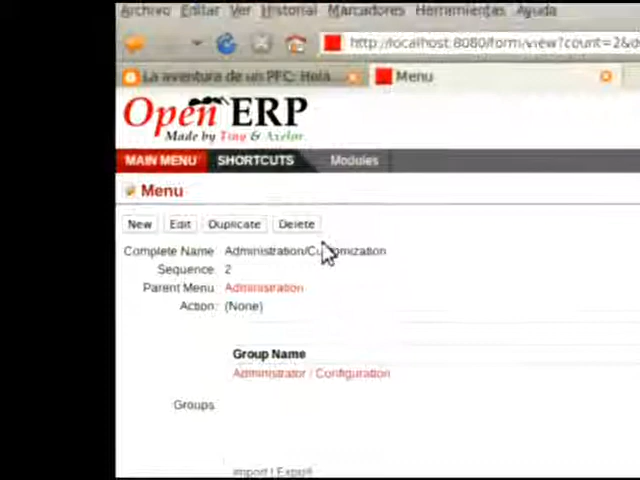 Archivo Editar Ver Historial Marcadores Herramientas Ayuda
http://localhost:8080/form/view?count=2&d
La aventura de un PFC: Hola
Menu
Open ERP
Made by Tiny & Axelor.
MAIN MENU SHORTCUTS Modules
Menu
New Edit Duplicate Delete
Complete Name : Administration/Customization
Sequence : 2
Parent Menu : Administration
Action : (None)
Group Name
Administrator / Configuration
Groups
Import | Export